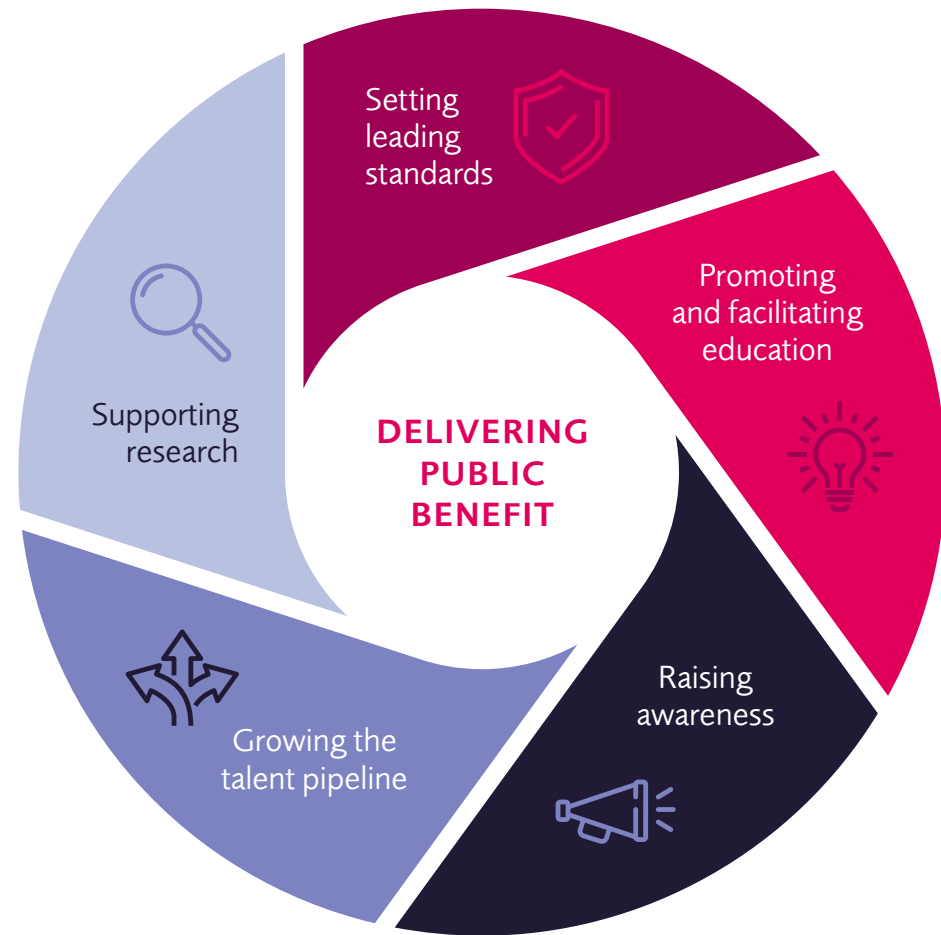 Setting
leading
standards
Promoting
and facilitating
education
Raising
awareness
Growing the
talent pipeline
Supporting
research
DELIVERING
PUBLIC
BENEFIT